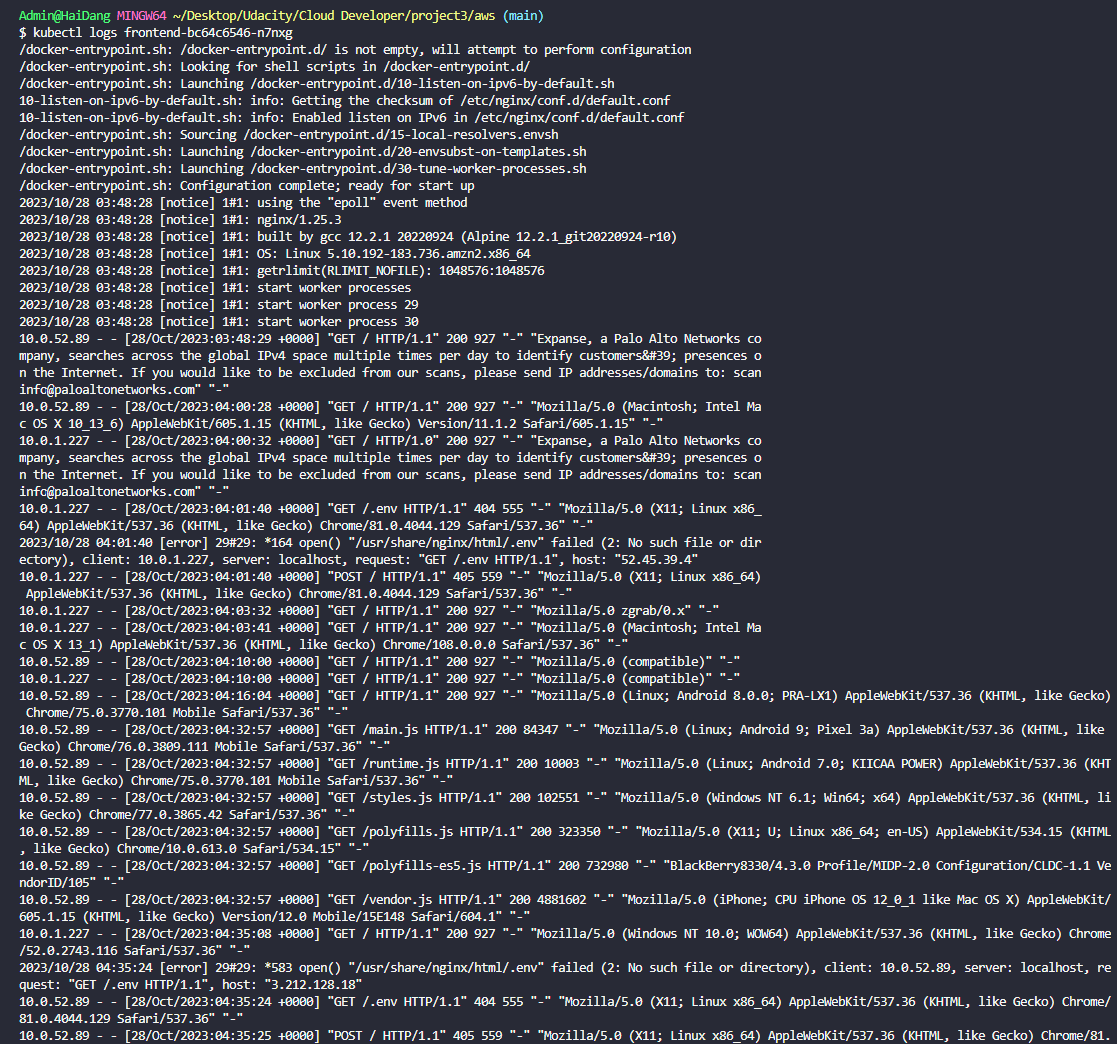 Admin@HaiDang MINGW64 ~/Desktop/Udacity/Cloud Developer/project3/aws (main)
$ kubectl logs frontend-bc64c6546-n7nxg
/docker-entrypoint.sh: /docker-entrypoint.d/ is not empty, will attempt to perform configuration
/docker-entrypoint.sh: Looking for shell scripts in /docker-entrypoint.d/
/docker-entrypoint.sh: Launching /docker-entrypoint.d/10-listen-on-ipv6-by-default.sh
10-listen-on-ipv6-by-default.sh: info: Getting the checksum of /etc/nginx/conf.d/default.conf
10-listen-on-ipv6-by-default.sh: info: Enabled listen on IPv6 in /etc/nginx/conf.d/default.conf
/docker-entrypoint.sh: Sourcing /docker-entrypoint.d/15-local-resolvers.envsh
/docker-entrypoint.sh: Launching /docker-entrypoint.d/20-envsubst-on-templates.sh
/docker-entrypoint.sh: Launching /docker-entrypoint.d/30-tune-worker-processes.sh
/docker-entrypoint.sh: Configuration complete; ready for start up
2023/10/28 03:48:28 [notice] 1#1: using the "epoll" event method
2023/10/28 03:48:28 [notice] 1#1: nginx/1.25.3
2023/10/28 03:48:28 [notice] 1#1: built by gcc 12.2.1 20220924 (Alpine 12.2.1_git20220924-r10)
2023/10/28 03:48:28 [notice] 1#1: OS: Linux 5.10.192-183.736.amzn2.x86_64
2023/10/28 03:48:28 [notice] 1#1: getrlimit(RLIMIT_NOFILE): 1048576:1048576
2023/10/28 03:48:28 [notice] 1#1: start worker processes
2023/10/28 03:48:28 [notice] 1#1: start worker process 29
2023/10/28 03:48:28 [notice] 1#1: start worker process 30
10.0.52.89 - - [28/Oct/2023:03:48:29 +0000] "GET / HTTP/1.1" 200 927 "-" "Expanse, a Palo Alto Networks co
mpany, searches across the global IPv4 space multiple times per day to identify customers&#39; presences o
n the Internet. If you would like to be excluded from our scans, please send IP addresses/domains to: scan
info@paloaltonetworks.com" "-"
10.0.52.89 - - [28/Oct/2023:04:00:28 +0000] "GET / HTTP/1.1" 200 927 "-" "Mozilla/5.0 (Macintosh; Intel Ma
c OS X 10_13_6) AppleWebKit/605.1.15 (KHTML, like Gecko) Version/11.1.2 Safari/605.1.15" "-"
10.0.1.227 - - [28/Oct/2023:04:00:32 +0000] "GET / HTTP/1.0" 200 927 "-" "Expanse, a Palo Alto Networks co
mpany, searches across the global IPv4 space multiple times per day to identify customers&#39; presences o
n the Internet. If you would like to be excluded from our scans, please send IP addresses/domains to: scan
info@paloaltonetworks.com" "-"
10.0.1.227 - - [28/Oct/2023:04:01:40 +0000] "GET /.env HTTP/1.1" 404 555 "-" "Mozilla/5.0 (X11; Linux x86_
64) AppleWebKit/537.36 (KHTML, like Gecko) Chrome/81.0.4044.129 Safari/537.36" "-"
2023/10/28 04:01:40 [error] 29#29: *164 open() "/usr/share/nginx/html/.env" failed (2: No such file or dir
ectory), client: 10.0.1.227, server: localhost, request: "GET /.env HTTP/1.1", host: "52.45.39.4"
10.0.1.227 - - [28/Oct/2023:04:01:40 +0000] "POST / HTTP/1.1" 405 559 "-" "Mozilla/5.0 (X11; Linux x86_64)
 AppleWebKit/537.36 (KHTML, like Gecko) Chrome/81.0.4044.129 Safari/537.36" "-"
10.0.1.227 - - [28/Oct/2023:04:03:32 +0000] "GET / HTTP/1.1" 200 927 "-" "Mozilla/5.0 zgrab/0.x" "-"
10.0.1.227 - - [28/Oct/2023:04:03:41 +0000] "GET / HTTP/1.1" 200 927 "-" "Mozilla/5.0 (Macintosh; Intel Ma
c OS X 13_1) AppleWebKit/537.36 (KHTML, like Gecko) Chrome/108.0.0.0 Safari/537.36" "-"
10.0.52.89 - - [28/Oct/2023:04:10:00 +0000] "GET / HTTP/1.1" 200 927 "-" "Mozilla/5.0 (compatible)" "-"
10.0.1.227 - - [28/Oct/2023:04:10:00 +0000] "GET / HTTP/1.1" 200 927 "-" "Mozilla/5.0 (compatible)" "-"
10.0.52.89 - - [28/Oct/2023:04:16:04 +0000] "GET / HTTP/1.1" 200 927 "-" "Mozilla/5.0 (Linux; Android 8.0.0; PRA-LX1) AppleWebKit/537.36 (KHTML, like Gecko)
 Chrome/75.0.3770.101 Mobile Safari/537.36" "-"
10.0.52.89 - - [28/Oct/2023:04:32:57 +0000] "GET /main.js HTTP/1.1" 200 84347 "-" "Mozilla/5.0 (Linux; Android 9; Pixel 3a) AppleWebKit/537.36 (KHTML, like
Gecko) Chrome/76.0.3809.111 Mobile Safari/537.36" "-"
10.0.52.89 - - [28/Oct/2023:04:32:57 +0000] "GET /runtime.js HTTP/1.1" 200 10003 "-" "Mozilla/5.0 (Linux; Android 7.0; KIICAA POWER) AppleWebKit/537.36 (KHT
ML, like Gecko) Chrome/75.0.3770.101 Mobile Safari/537.36" "-"
10.0.52.89 - - [28/Oct/2023:04:32:57 +0000] "GET /styles.js HTTP/1.1" 200 102551 "-" "Mozilla/5.0 (Windows NT 6.1; Win64; x64) AppleWebKit/537.36 (KHTML, li
ke Gecko) Chrome/77.0.3865.42 Safari/537.36" "-"
10.0.52.89 - - [28/Oct/2023:04:32:57 +0000] "GET /polyfills.js HTTP/1.1" 200 323350 "-" "Mozilla/5.0 (X11; U; Linux x86_64; en-US) AppleWebKit/534.15 (KHTML
, like Gecko) Chrome/10.0.613.0 Safari/534.15" "-"
10.0.52.89 - - [28/Oct/2023:04:32:57 +0000] "GET /polyfills-es5.js HTTP/1.1" 200 732980 "-" "BlackBerry8330/4.3.0 Profile/MIDP-2.0 Configuration/CLDC-1.1 Ve
ndorID/105" "-"
10.0.52.89 - - [28/Oct/2023:04:32:57 +0000] "GET /vendor.js HTTP/1.1" 200 4881602 "-" "Mozilla/5.0 (iPhone; CPU iPhone OS 12_0_1 like Mac OS X) AppleWebKit/
605.1.15 (KHTML, like Gecko) Version/12.0 Mobile/15E148 Safari/604.1" "-"
10.0.1.227 - - [28/Oct/2023:04:35:08 +0000] "GET / HTTP/1.1" 200 927 "-" "Mozilla/5.0 (Windows NT 10.0; WOW64) AppleWebKit/537.36 (KHTML, like Gecko) Chrome
/52.0.2743.116 Safari/537.36" "-"
2023/10/28 04:35:24 [error] 29#29: *583 open() "/usr/share/nginx/html/.env" failed (2: No such file or directory), client: 10.0.52.89, server: localhost, re
quest: "GET /.env HTTP/1.1", host: "3.212.128.18"
10.0.52.89 - - [28/Oct/2023:04:35:24 +0000] "GET /.env HTTP/1.1" 404 555 "-" "Mozilla/5.0 (X11; Linux x86_64) AppleWebKit/537.36 (KHTML, like Gecko) Chrome/
81.0.4044.129 Safari/537.36" "-"
10.0.52.89 - - [28/Oct/2023:04:35:25 +0000] "POST / HTTP/1.1" 405 559 "-" "Mozilla/5.0 (X11; Linux x86_64) AppleWebKit/537.36 (KHTML, like Gecko) Chrome/81.